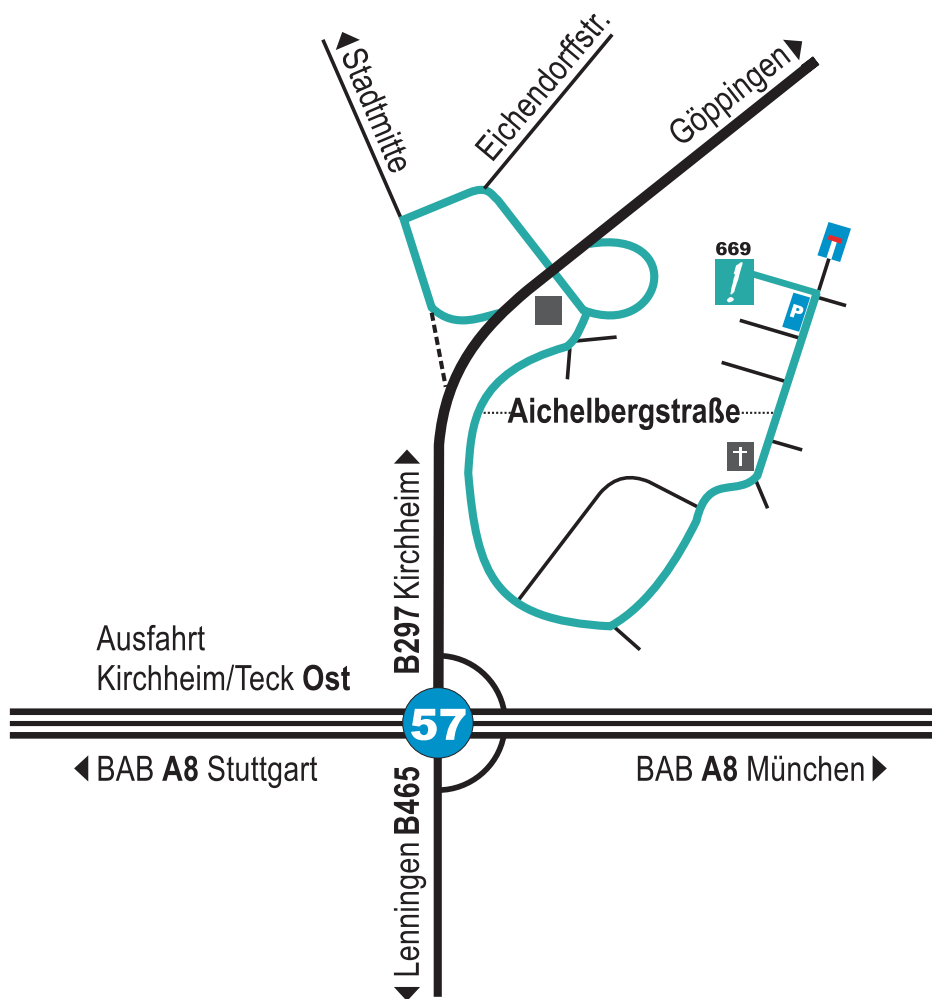 Stadtmitte
Eichendorffstr.
Göppingen
669
P
Aichelbergstraße
B297 Kirchheim
Ausfahrt
Kirchheim/Teck Ost
57
BAB A8 Stuttgart
BAB A8 München
Lenningen B465